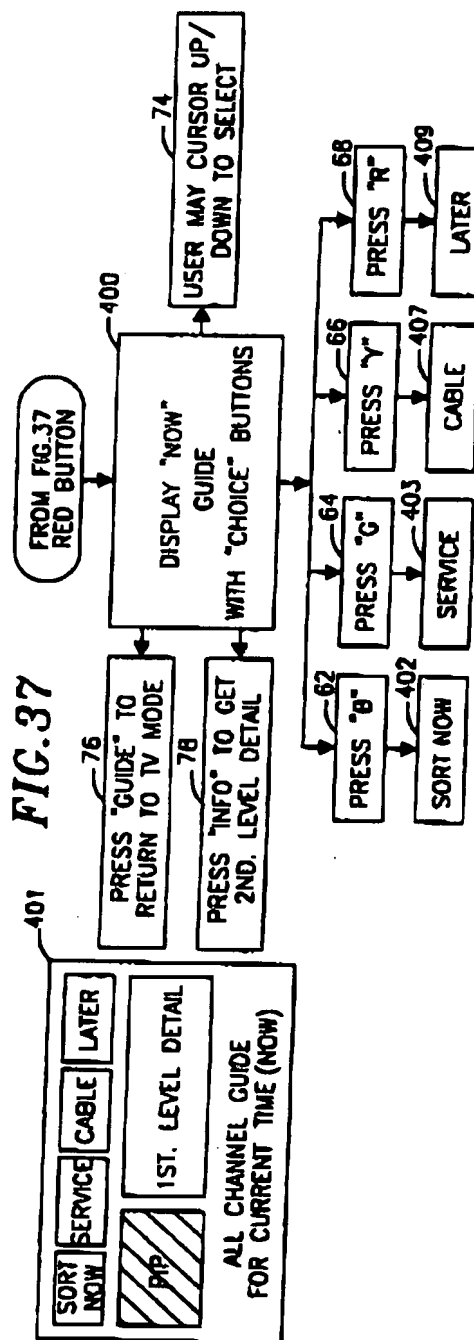 FIG.37
401
SORT
NOW
SERVICE
CABLE
LATER
PIP
1ST. LEVEL DETAIL
ALL CHANNEL GUIDE
FOR CURRENT TIME (NOW)
FROM FIG.37
RED BUTTON
76
PRESS "GUIDE" TO
RETURN TO TV MODE
78
PRESS "INFO" TO GET
2ND. LEVEL DETAIL
400
DISPLAY "NOW"
GUIDE
WITH "CHOICE" BUTTONS
74
USER MAY CURSOR UP/
DOWN TO SELECT
62
PRESS "B"
64
PRESS "G"
66
PRESS "Y"
68
PRESS "R"
402
SORT NOW
403
SERVICE
407
CABLE
409
LATER